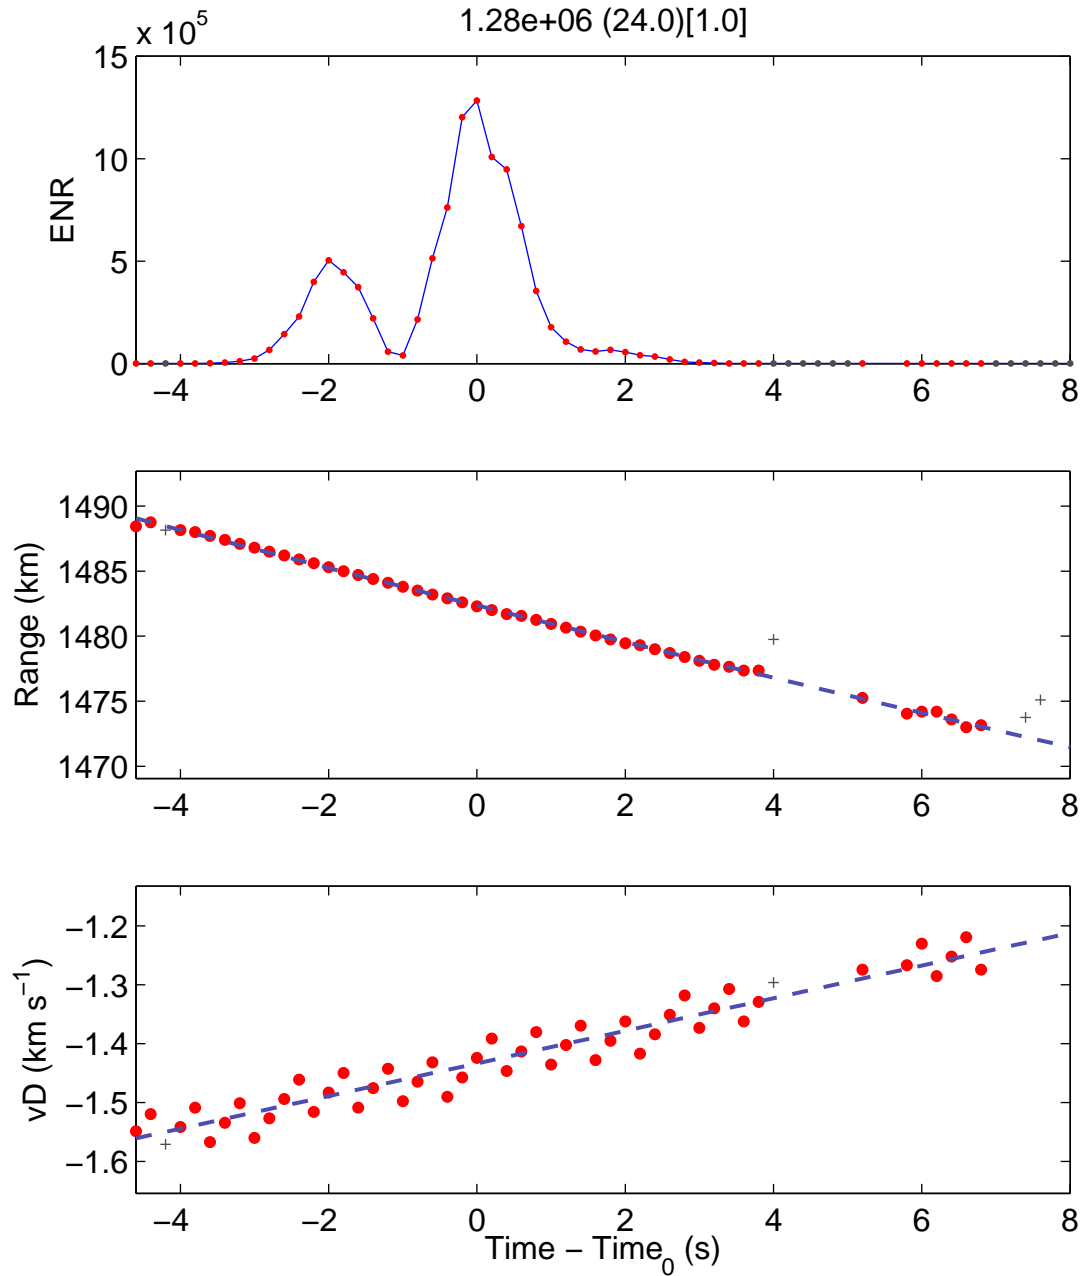 1.28e+06 (24.0)[1.0]
x 10^5
15
10
5
0
ENR
−4 −2 0 2 4 6 8
1490
1485
1480
1475
1470
Range (km)
−4 −2 0 2 4 6 8
−1.2
−1.3
−1.4
−1.5
−1.6
vD (km s^−1)
−4 −2 0 2 4 6 8
Time − Time_0 (s)